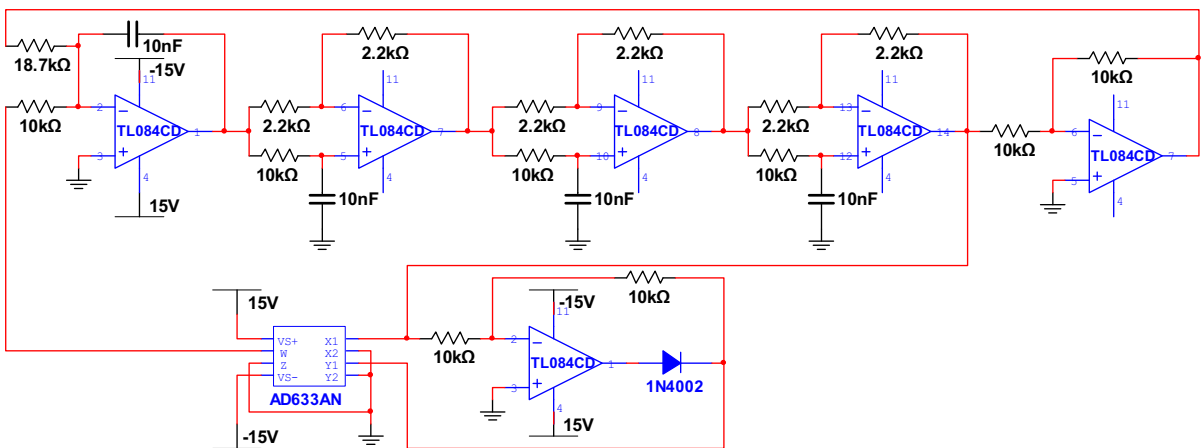 10nF
2.2kΩ
2.2kΩ
2.2kΩ
18.7kΩ
-15V
10kΩ
11
11
11
11
11
10kΩ
2
TL084CD
1
3
4
15V
2.2kΩ
6
TL084CD
7
10kΩ
5
4
10nF
2.2kΩ
9
TL084CD
8
10kΩ
10
4
10nF
2.2kΩ
13
TL084CD
14
10kΩ
12
4
10nF
10kΩ
6
TL084CD
7
5
4
15V
VS+
W
Z
VS-
X1
X2
Y1
Y2
AD633AN
-15V
10kΩ
-15V
11
10kΩ
2
TL084CD
1
3
4
15V
1N4002